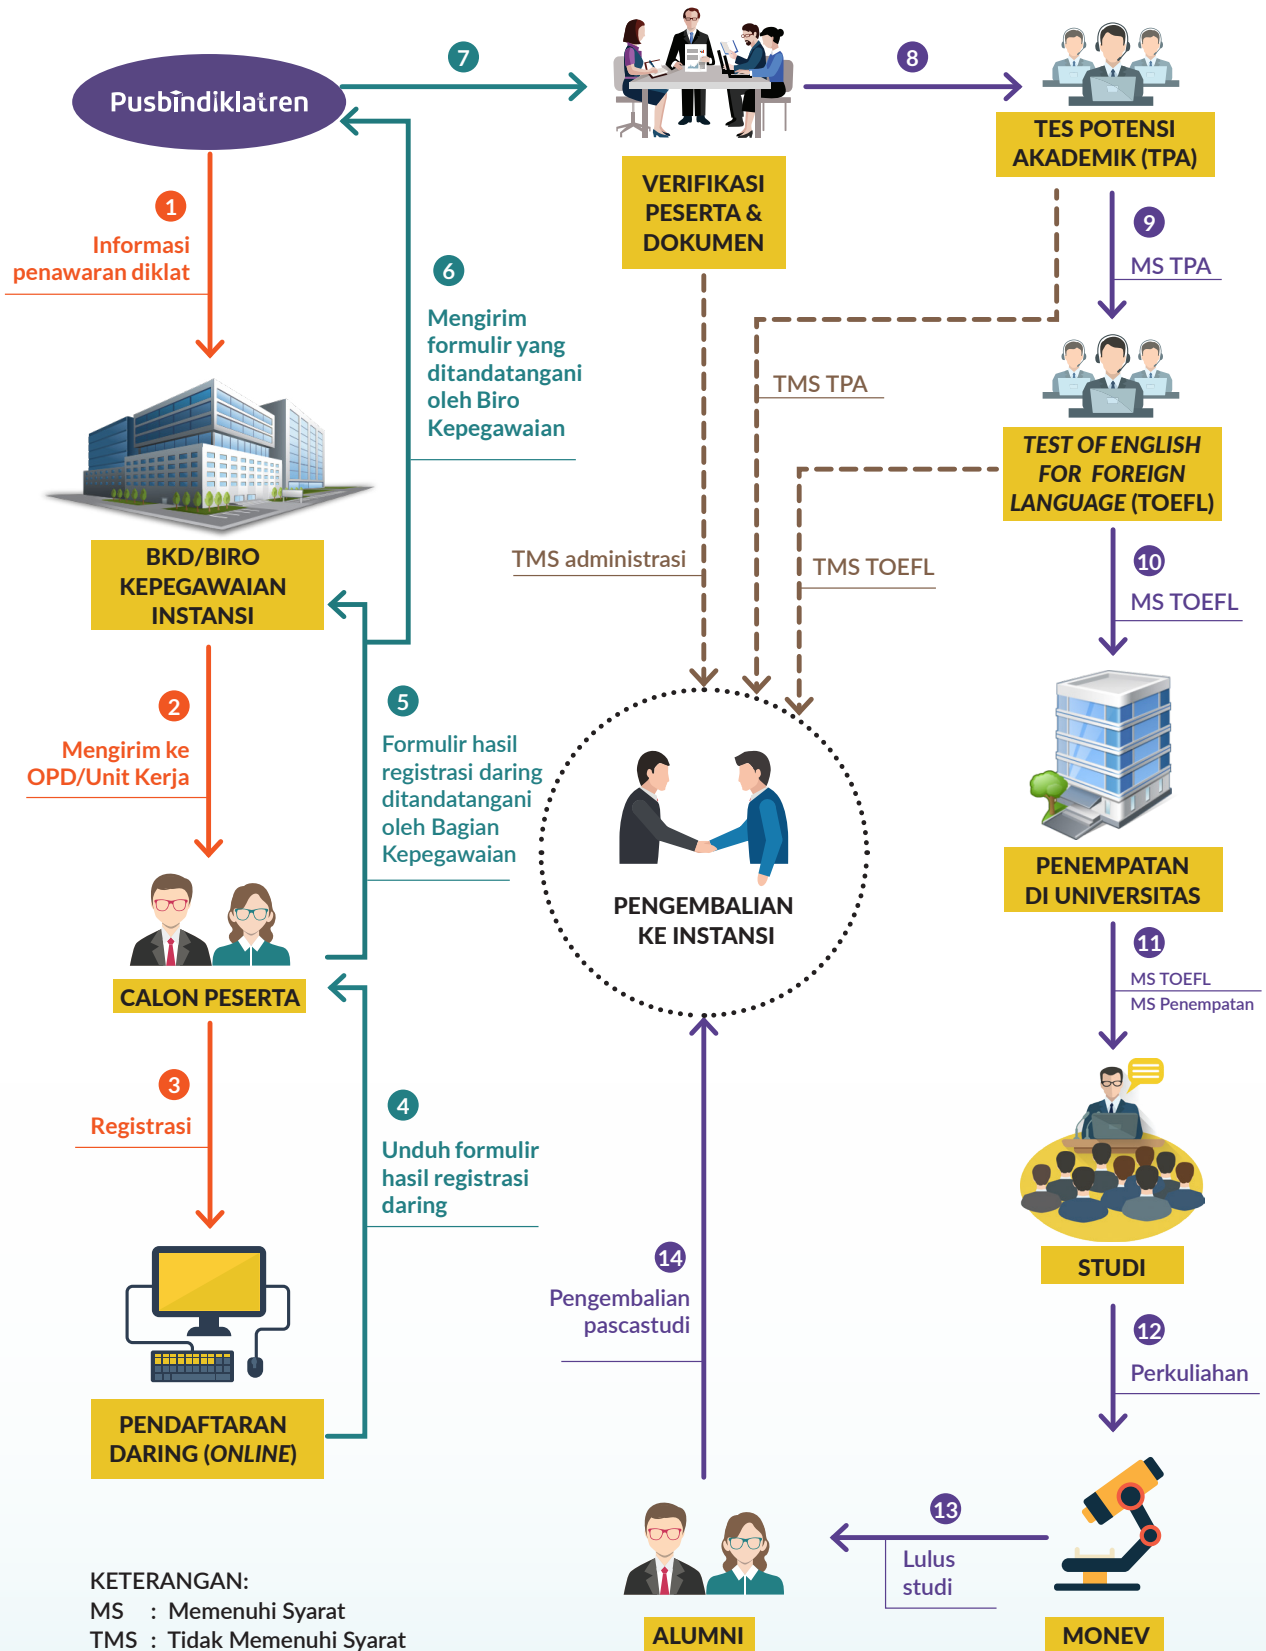 Pusbindiklatren
1
Informasi
penawaran diklat
BKD/BIRO
KEPEGAWAIAN
INSTANSI
2
Mengirim ke
OPD/Unit Kerja
CALON PESERTA
3
Registrasi
PENDAFTARAN
DARING (ONLINE)
4
Unduh formulir
hasil registrasi
daring
5
Formulir hasil
registrasi daring
ditandatangani
oleh Bagian
Kepegawaian
6
Mengirim
formulir yang
ditandatangani
oleh Biro
Kepegawaian
7
VERIFIKASI
PESERTA &
DOKUMEN
TMS administrasi
8
TES POTENSI
AKADEMIK (TPA)
TMS TPA
9
MS TPA
TEST OF ENGLISH
FOR FOREIGN
LANGUAGE (TOEFL)
TMS TOEFL
10
MS TOEFL
PENEMPATAN
DI UNIVERSITAS
11
MS TOEFL
MS Penempatan
STUDI
12
Perkuliahan
MONEV
13
Lulus
studi
ALUMNI
14
Pengembalian
pascastudi
PENGEMBALIAN
KE INSTANSI
KETERANGAN:
MS : Memenuhi Syarat
TMS : Tidak Memenuhi Syarat